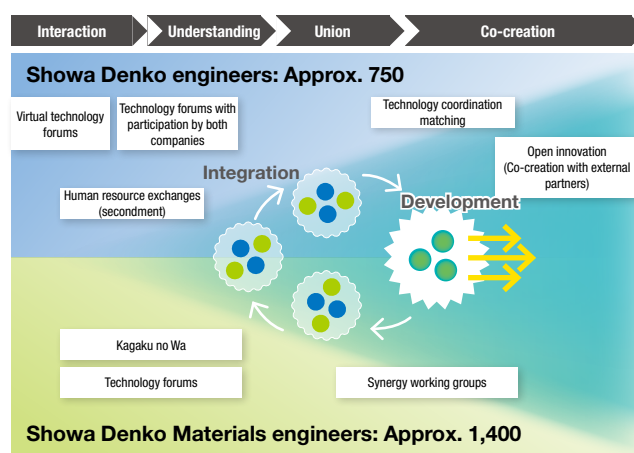 Interaction
Understanding
Union
Co-creation
Showa Denko engineers: Approx. 750
Virtual technology
forums
Technology forums with
participation by both
companies
Technology coordination
matching
Open innovation
(Co-creation with external
partners)
Integration
Human resource exchanges
(secondment)
Development
Kagaku no Wa
Technology forums
Synergy working groups
Showa Denko Materials engineers: Approx. 1,400